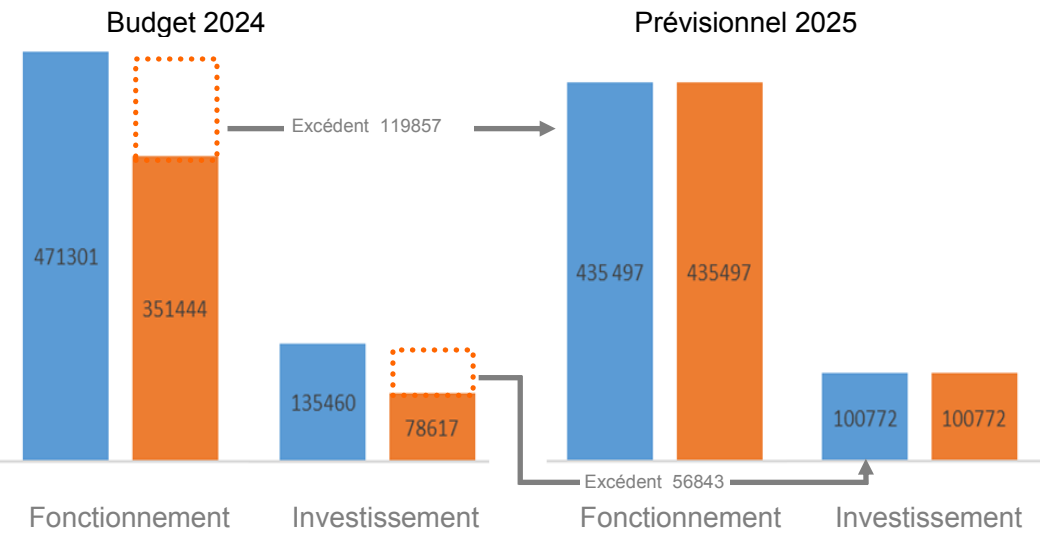 Budget 2024
Prévisionnel 2025
Excédent 119857
471301
351444
135460
78617
435 497
435497
100772
100772
Excédent 56843
Fonctionnement
Investissement
Fonctionnement
Investissement